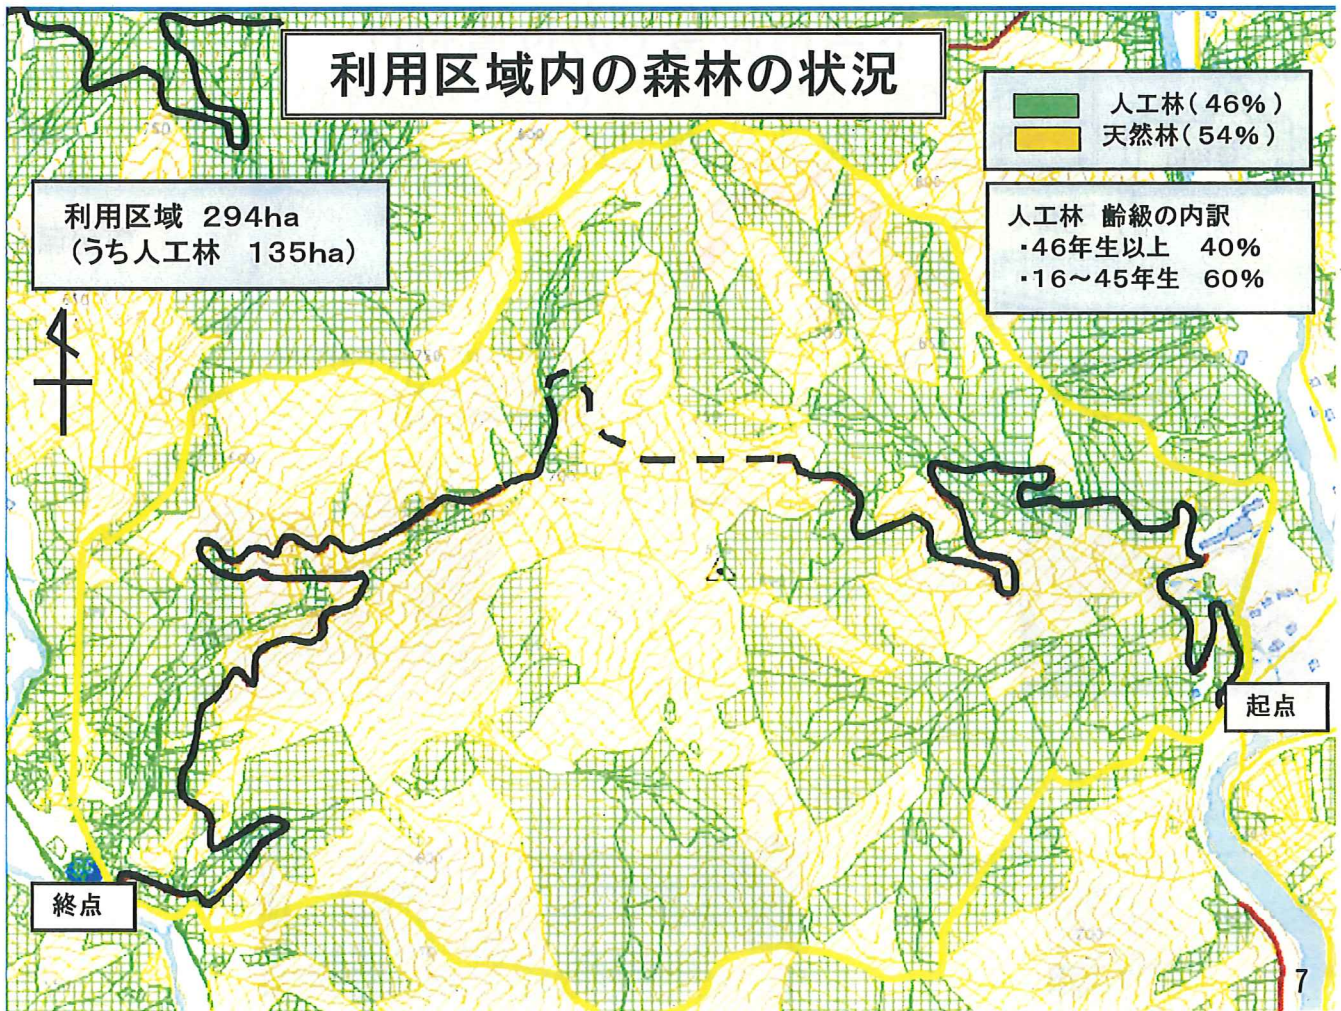 利用区域内の森林の状況
人工林(46%)
天然林(54%)
利用区域 294ha
(うち人工林 135ha)
人工林 齢級の内訳
・46年生以上 40%
・16～45年生 60%
起点
終点
7